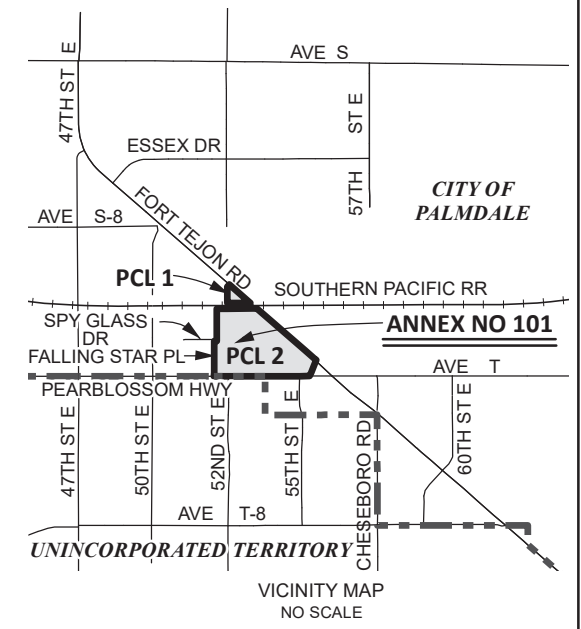 AVE S
47TH ST E
ESSEX DR
57TH ST E
CITY OF
PALMDALE
FORT TEJON RD
AVE S-8
PCL 1
SOUTHERN PACIFIC RR
SPY GLASS
DR
ANNEX NO 101
FALLING STAR PL
PCL 2
AVE T
PEARBLOSSOM HWY
47TH ST E
50TH ST E
52ND ST E
55TH ST E
CHESEBORO RD
60TH ST E
AVE T-8
UNINCORPORATED TERRITORY
VICINITY MAP
NO SCALE